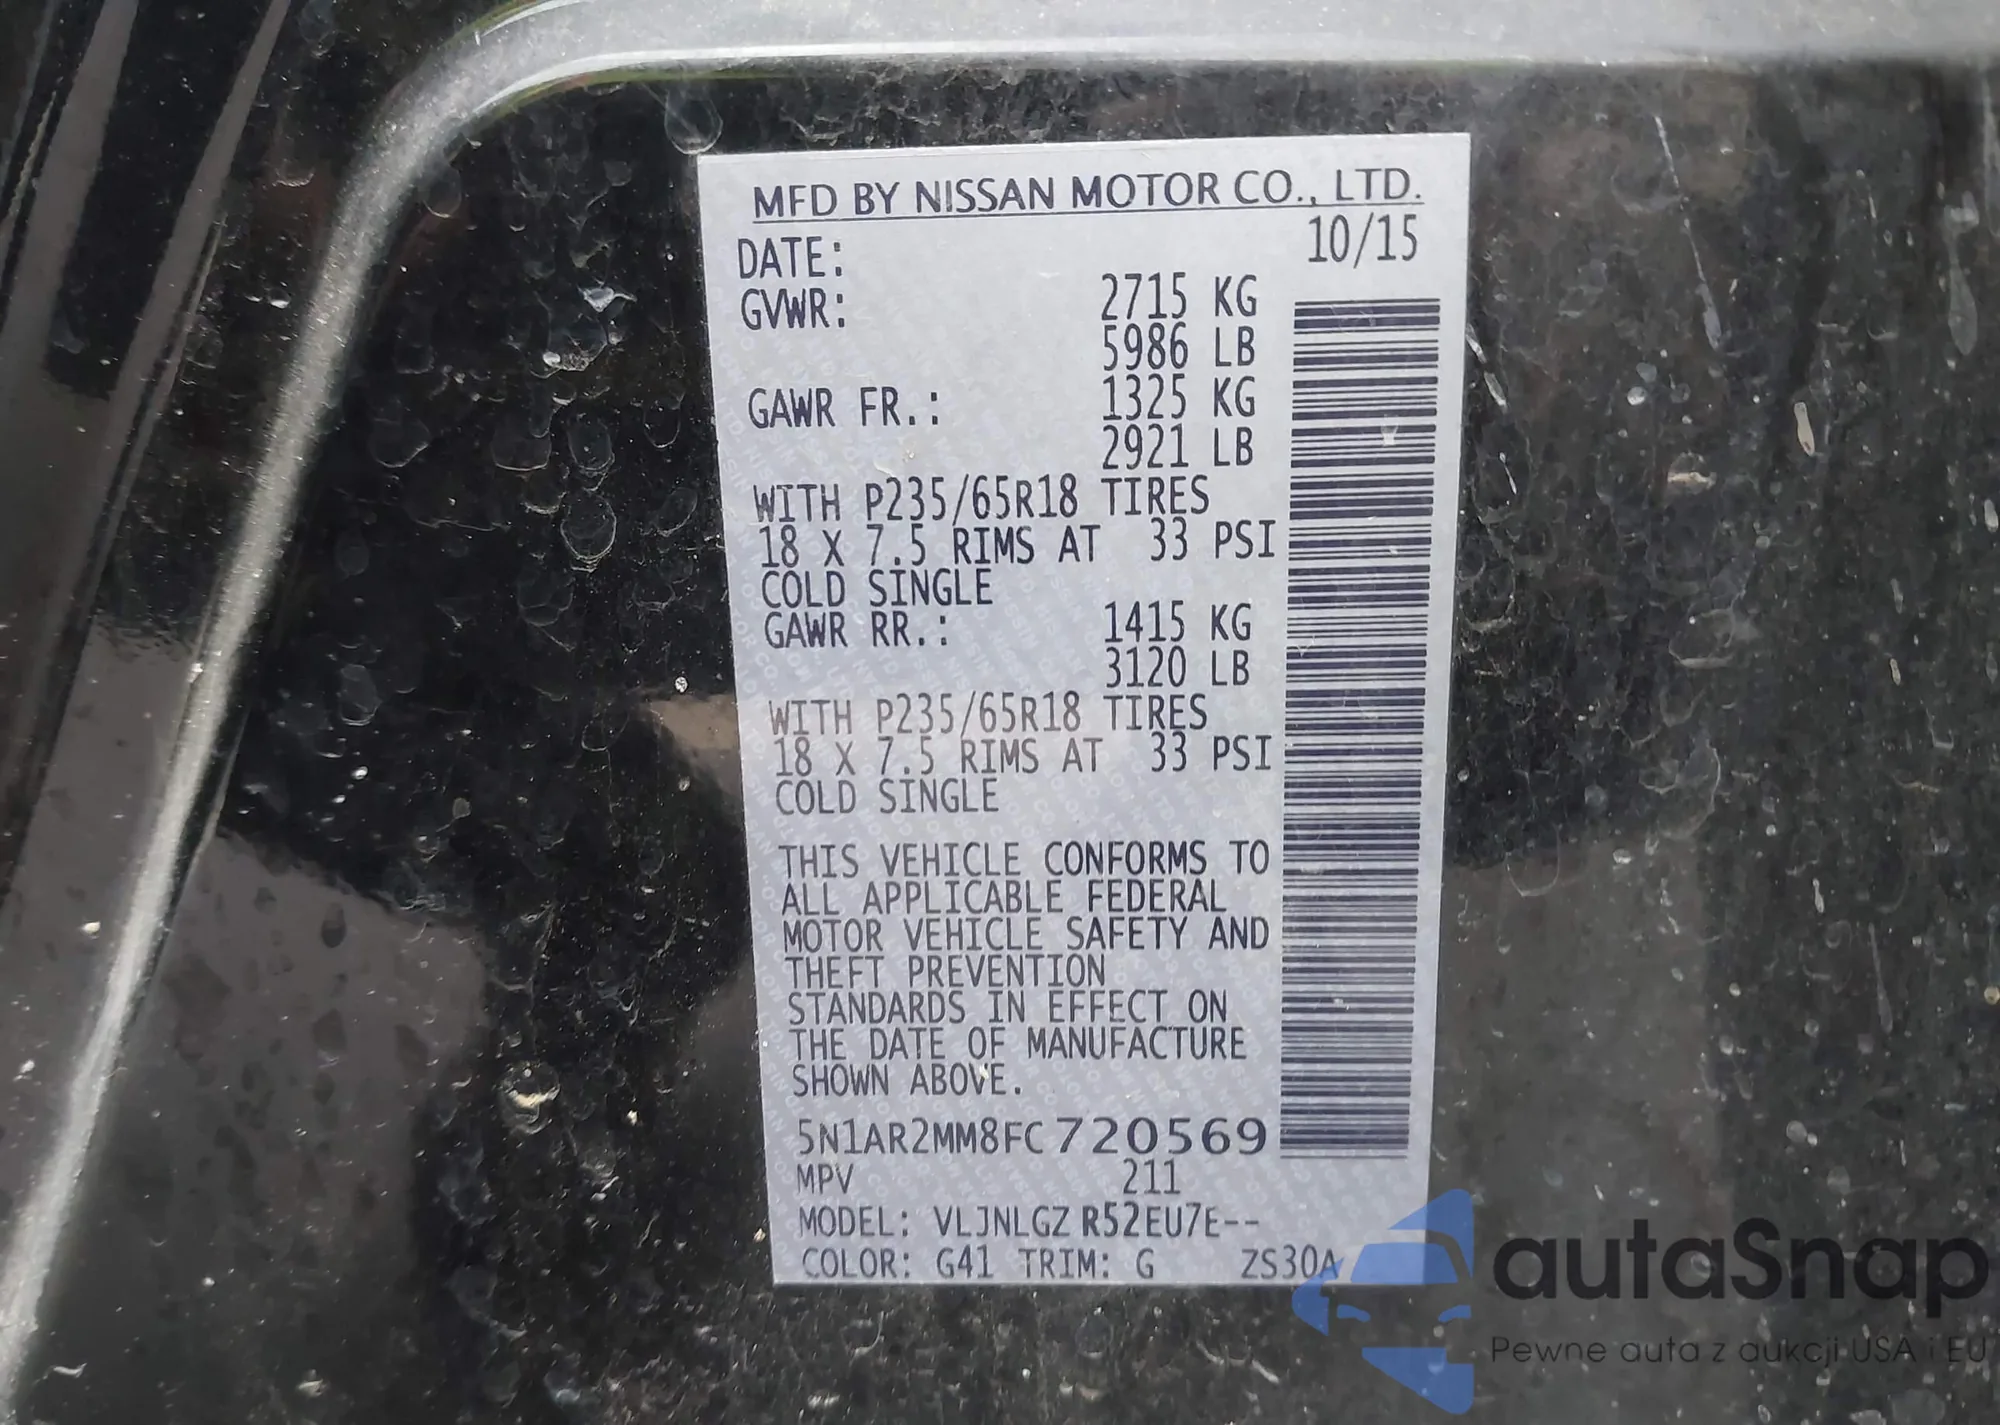 MFD BY NISSAN MOTOR CO., LTD.
DATE: 10/15
GVWR: 2715 KG
5986 LB
GAWR FR.: 1325 KG
2921 LB
WITH P235/65R18 TIRES
18 X 7.5 RIMS AT 33 PSI
COLD SINGLE
GAWR RR.: 1415 KG
3120 LB
WITH P235/65R18 TIRES
18 X 7.5 RIMS AT 33 PSI
COLD SINGLE
THIS VEHICLE CONFORMS TO
ALL APPLICABLE FEDERAL
MOTOR VEHICLE SAFETY AND
THEFT PREVENTION
STANDARDS IN EFFECT ON
THE DATE OF MANUFACTURE
SHOWN ABOVE.
5N1AR2MM8FC720569
MPV 211
MODEL: VLJNLGZ R52EU7E--
COLOR: G41 TRIM: G ZS30A
autaSnap
Pewne auta z aukcji USA i EU